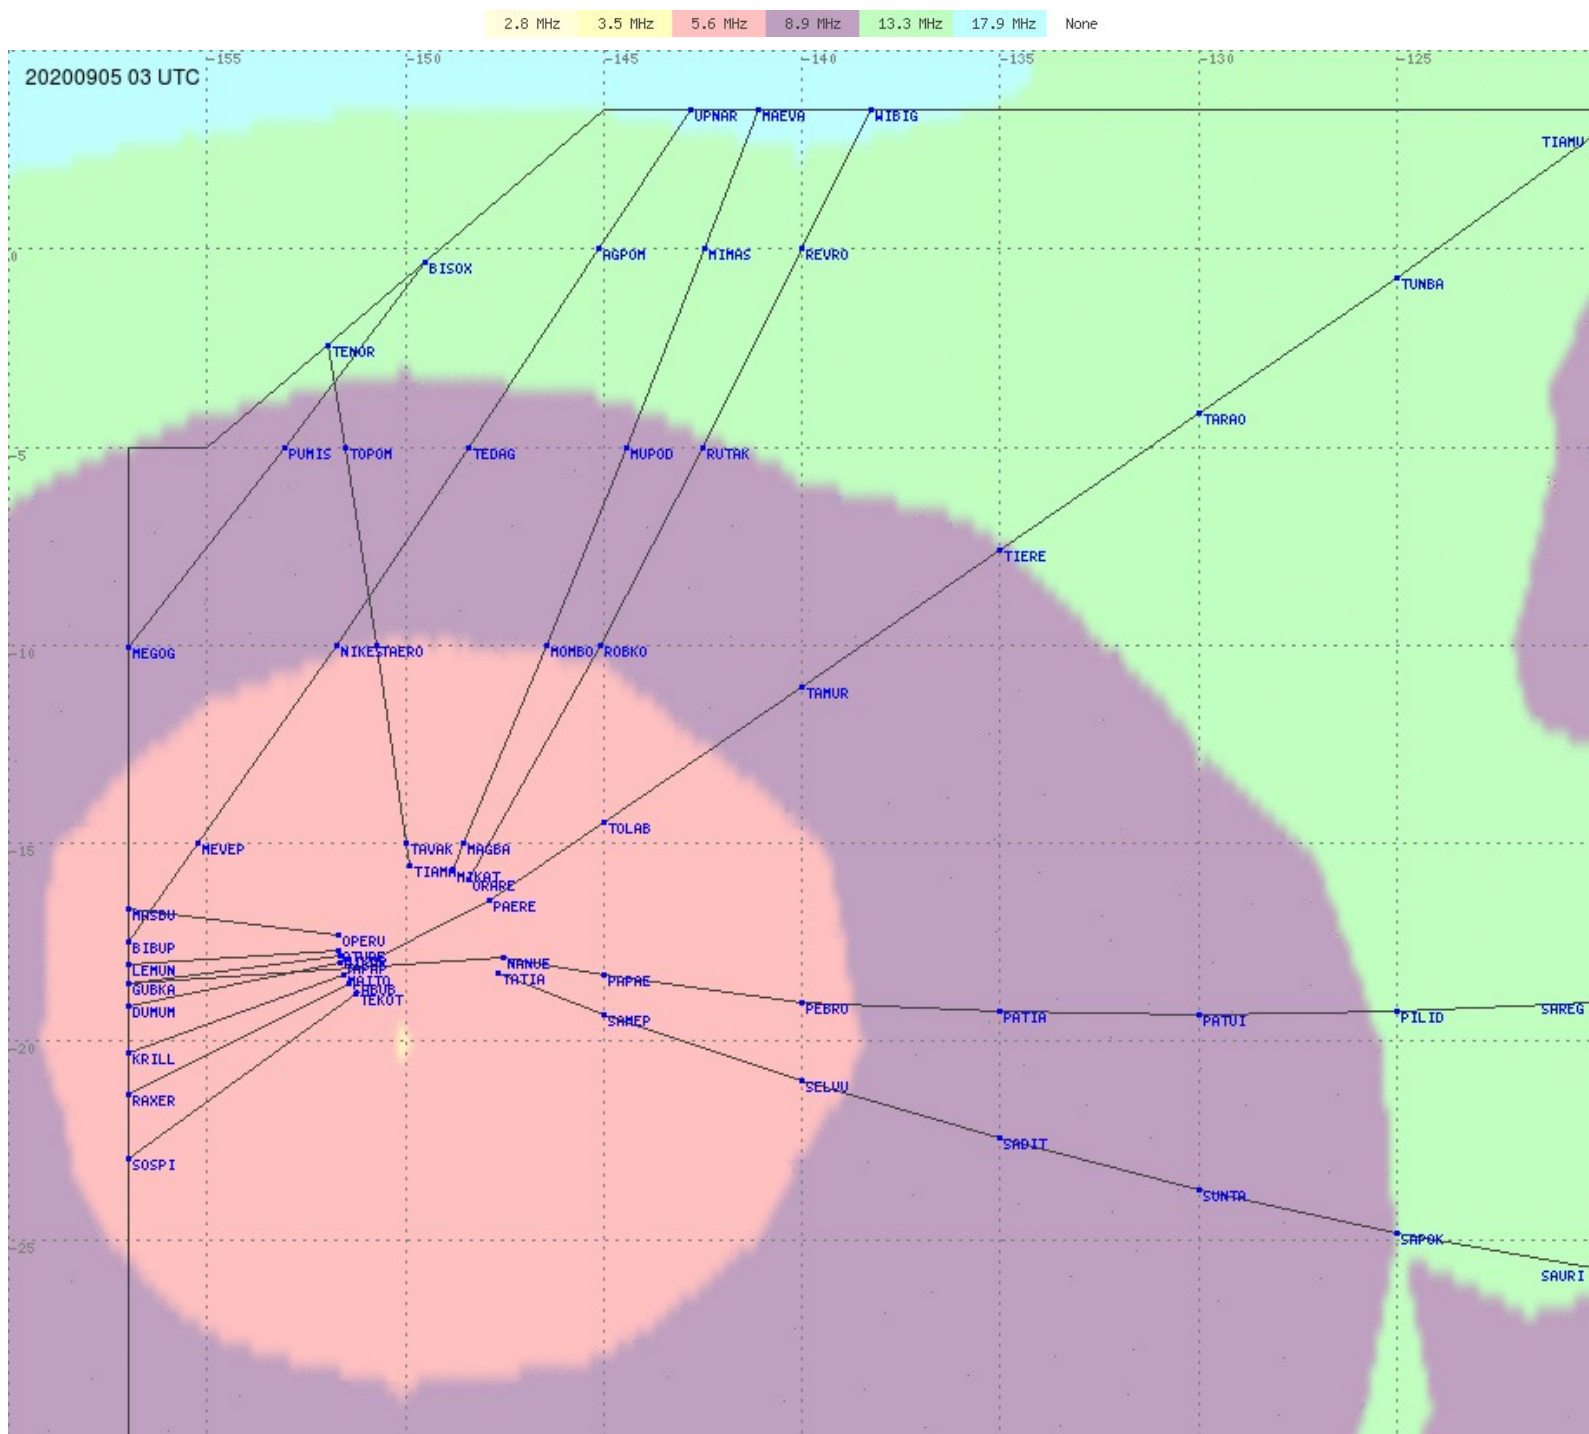 2.8 MHz 3.5 MHz 5.6 MHz 8.9 MHz 13.3 MHz 17.9 MHz None
-155 -150 -145 -140 -135 -130 -125
20200905 03 UTC
UPNAR MAEVA WIBIG
TIAMU
0 AGPOM MIMAS REVRO
BISOX
TUNBA
TENOR
TARAO
-5 PUMIS TOPOM TEDAG MUPOD RUTAK
TIERE
-10 MEGOG NIKES TAERO MOMBO ROBKO
TAMUR
TOLAB
-15 MEVEP TAVAK MAGBA
TIAMA MIKAT
ORARE
PAERE
MASBU
OPERU
BIBUP
LEMUN NANUE
TATIA PAPAE
GUBKA
TEKOT
DUMUM PEBRO SAREG
SAMEP PATIA PATUI PILID
-20
KRILL
SELVU
RAXER
SADIT
SOSPI
SUNTA
-25 SAPOK
SAURI